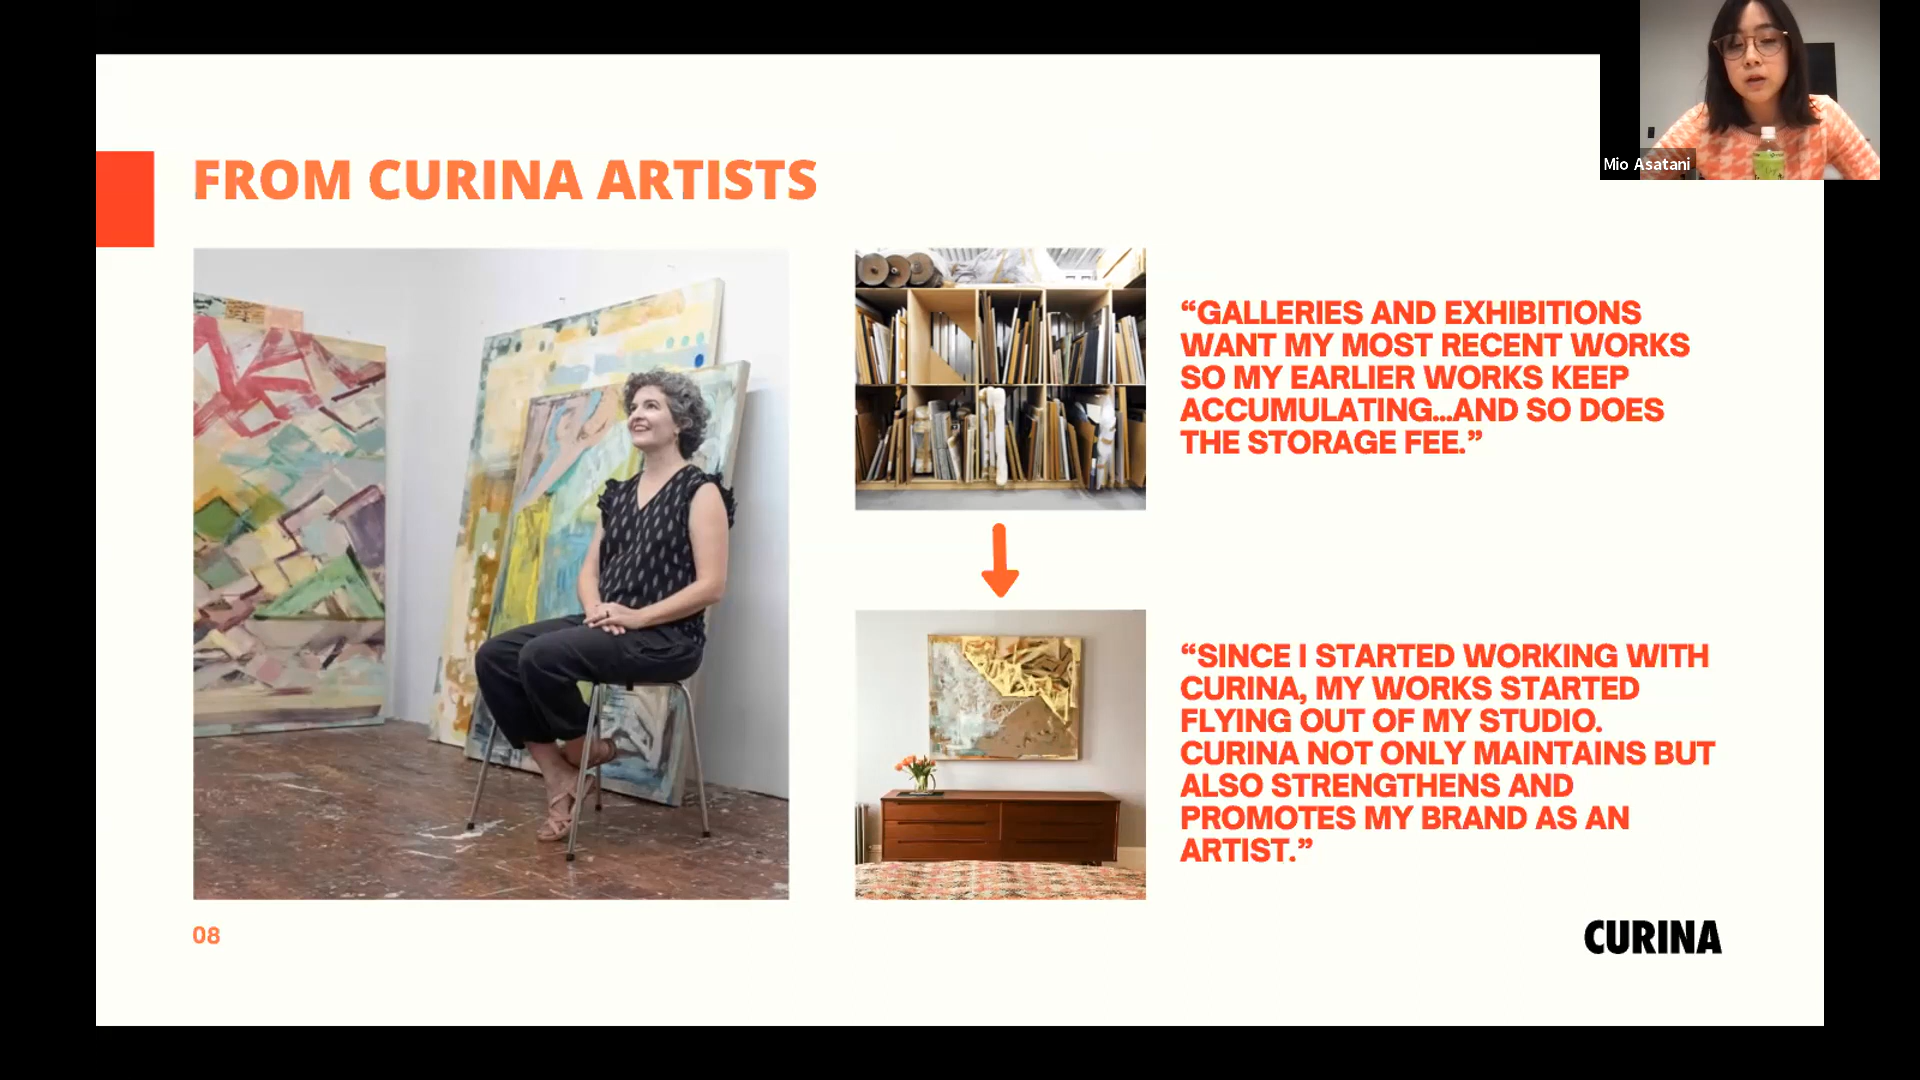 Mio Asatani
FROM CURINA ARTISTS
“GALLERIES AND EXHIBITIONS
WANT MY MOST RECENT WORKS
SO MY EARLIER WORKS KEEP
ACCUMULATING...AND SO DOES
THE STORAGE FEE.”
“SINCE I STARTED WORKING WITH
CURINA, MY WORKS STARTED
FLYING OUT OF MY STUDIO.
CURINA NOT ONLY MAINTAINS BUT
ALSO STRENGTHENS AND
PROMOTES MY BRAND AS AN
ARTIST.”
08
CURINA